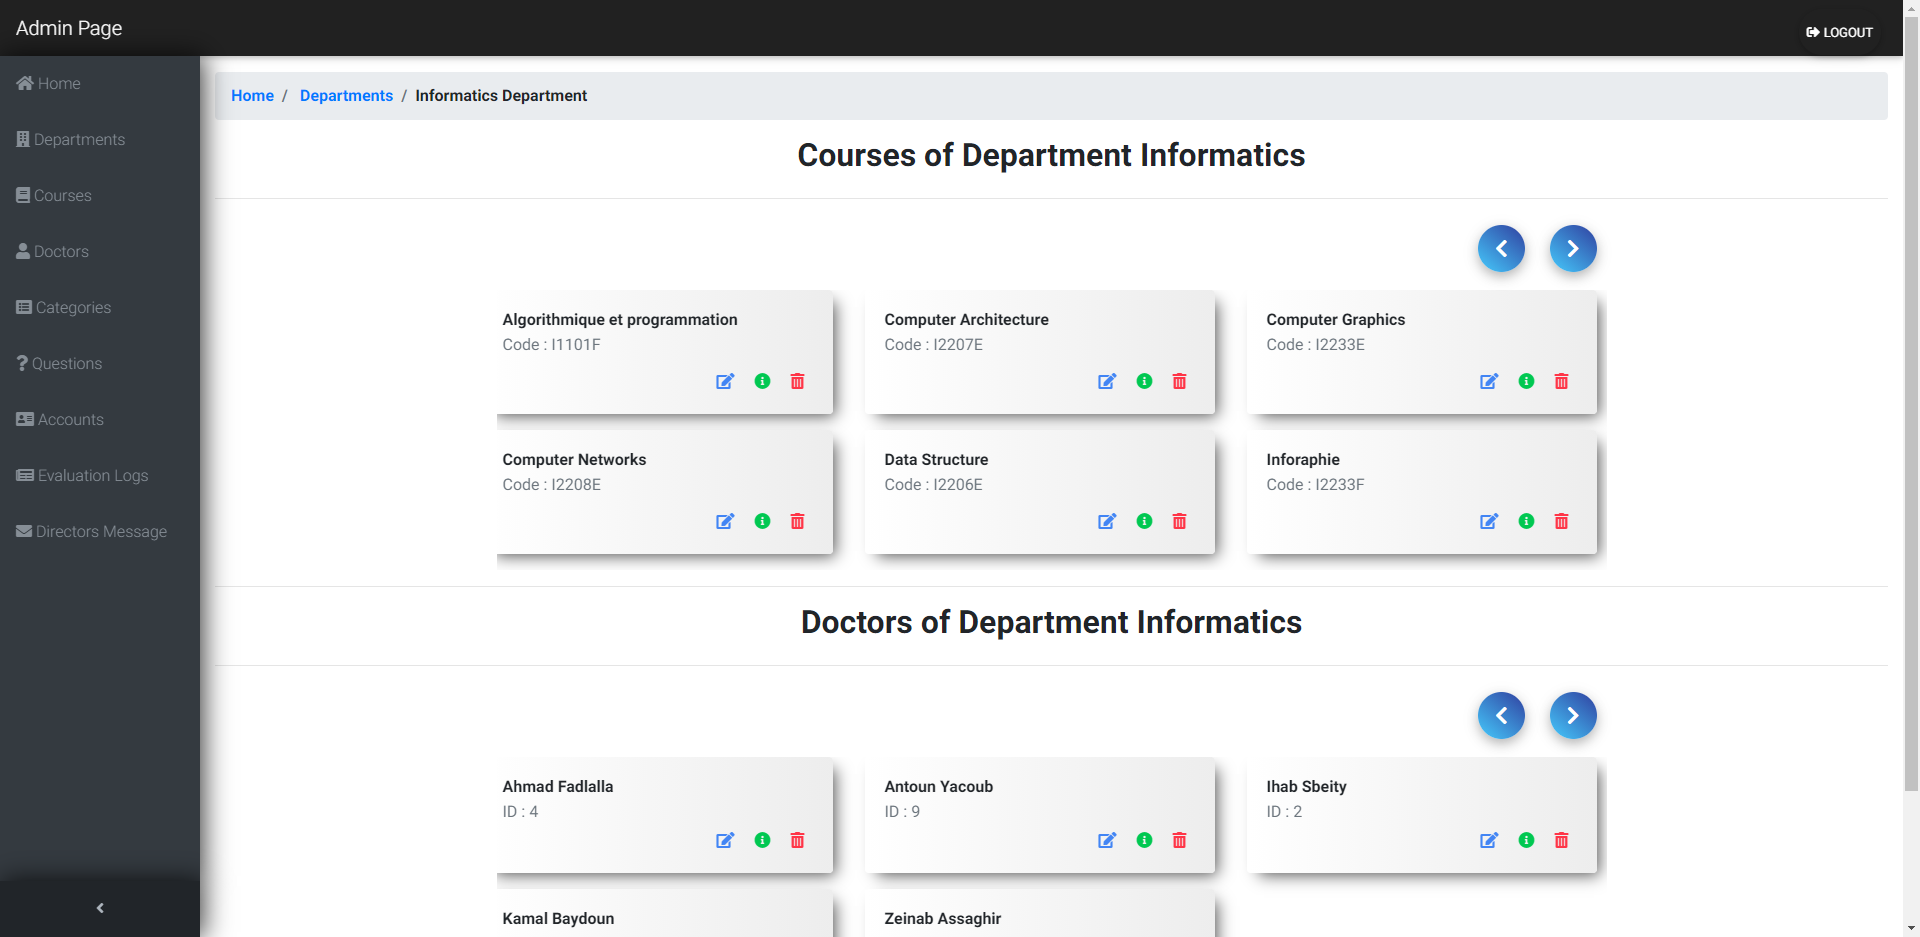 Admin Page
LOGOUT
Home
Departments
Courses
Doctors
Categories
Questions
Accounts
Evaluation Logs
Directors Message
Home / Departments / Informatics Department
Courses of Department Informatics
Algorithmique et programmation
Code : I1101F
Computer Architecture
Code : I2207E
Computer Graphics
Code : I2233E
Computer Networks
Code : I2208E
Data Structure
Code : I2206E
Inforaphie
Code : I2233F
Doctors of Department Informatics
Ahmad Fadlalla
ID : 4
Antoun Yacoub
ID : 9
Ihab Sbeity
ID : 2
Kamal Baydoun
Zeinab Assaghir